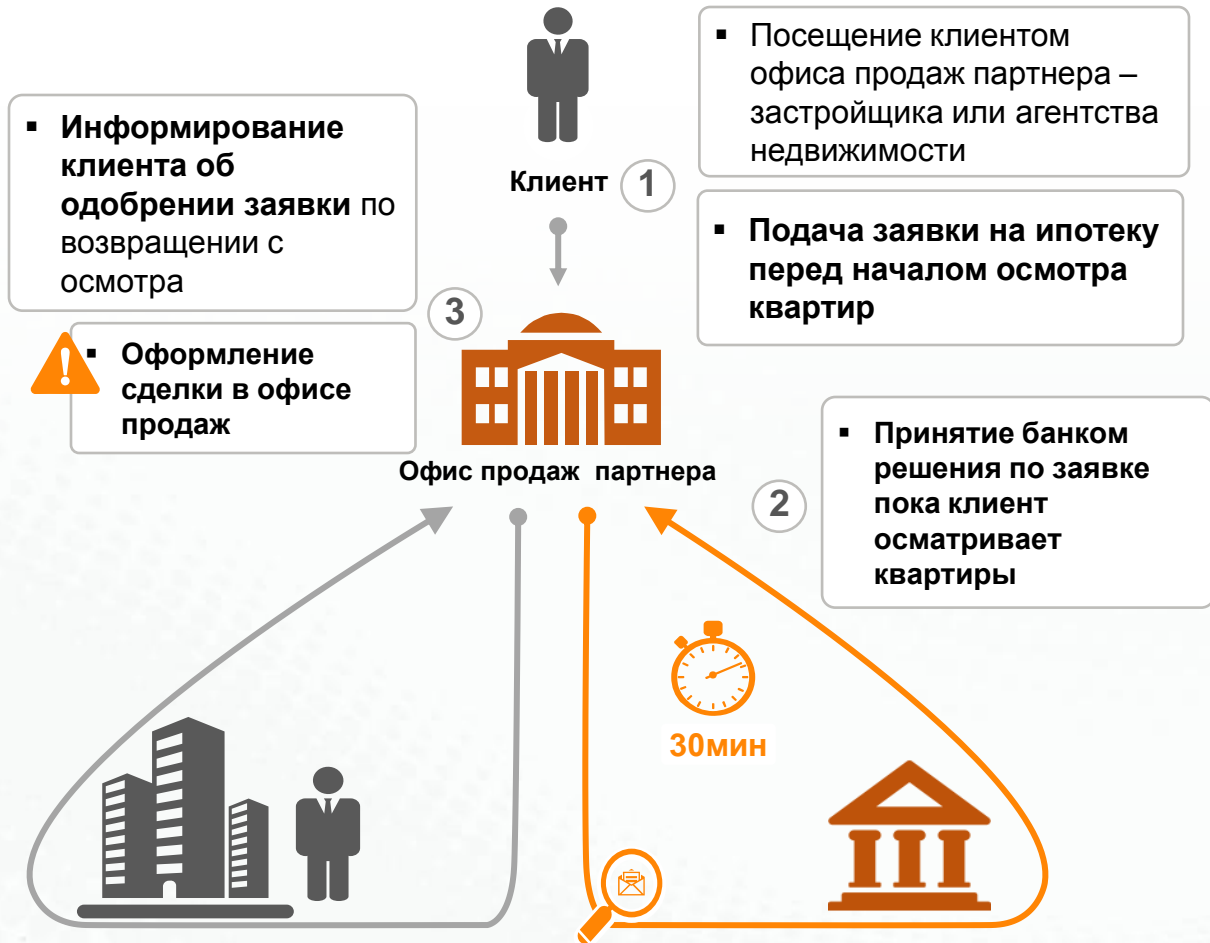 ▪ Посещение клиентом
офиса продаж партнера –
застройщика или агентства
недвижимости
Клиент
1
▪ Подача заявки на ипотеку
перед началом осмотра
квартир
▪ Информирование
клиента об
одобрении заявки по
возвращении с
осмотра
3
▪ Оформление
сделки в офисе
продаж
Офис продаж партнера
2
▪ Принятие банком
решения по заявке
пока клиент
осматривает
квартиры
30мин